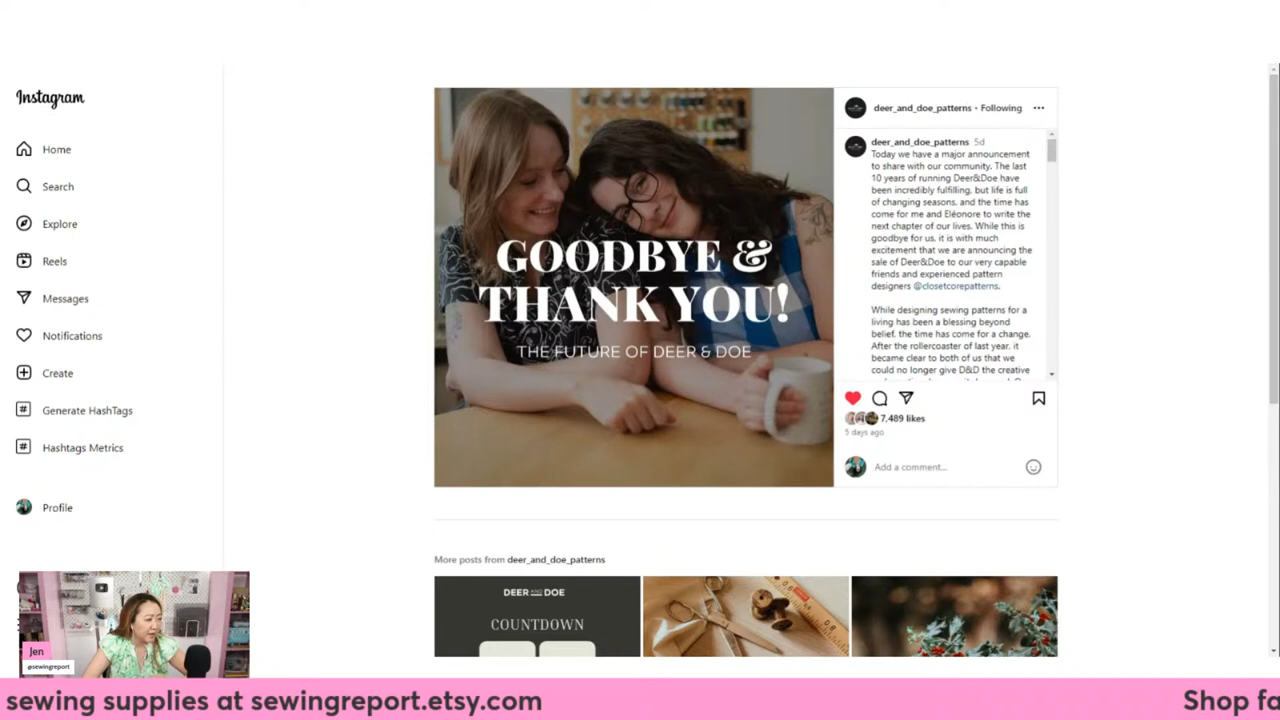 Instagram
Home
Search
Explore
Reels
Messages
Notifications
Create
Generate HashTags
Hashtags Metrics
Profile
GOODBYE &
THANK YOU!
THE FUTURE OF DEER & DOE
deer_and_doe_patterns • Following
deer_and_doe_patterns 5d
Today we have a major announcement
to share with our community. The last
10 years of running Deer&Doe have
been incredibly fulfilling, but life is full
of changing seasons, and the time has
come for me and Eléonore to write the
next chapter of our lives. While this is
goodbye for us, it is with much
excitement that we are announcing the
sale of Deer&Doe to our very capable
friends and experienced pattern
designers @closetcorepatterns.
While designing sewing patterns for a
living has been a blessing beyond
belief, the time has come for a change.
After the rollercoaster of last year, it
became clear to both of us that we
could no longer give D&D the creative
7,489 likes
5 days ago
Add a comment...
More posts from deer_and_doe_patterns
DEER AND DOE
COUNTDOWN
Jen
@sewingreport
sewing supplies at sewingreport.etsy.com
Shop fa